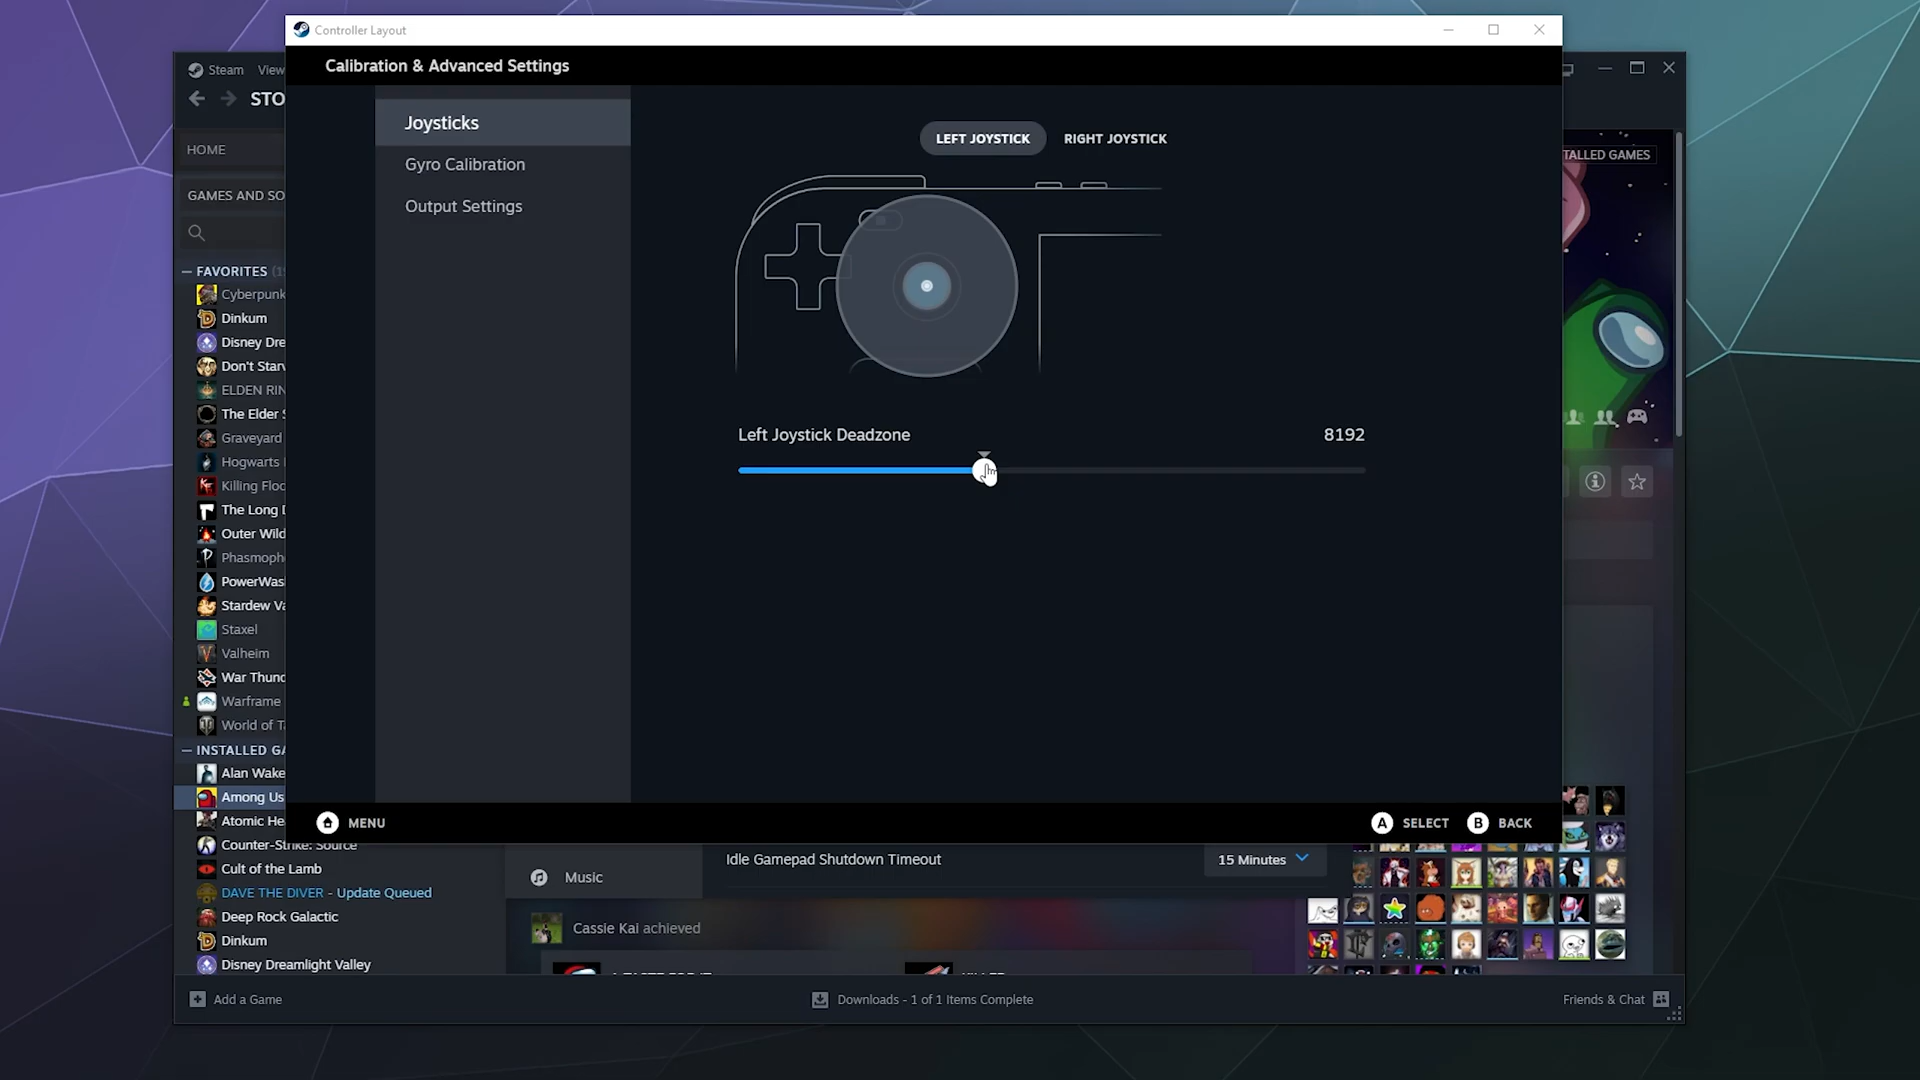 Controller Layout
Calibration & Advanced Settings
Steam View
STO
HOME
GAMES AND SO
FAVORITES
Cyberpunk
Dinkum
Disney Dre
Don't Starv
ELDEN RIN
The Elder S
Graveyard
Hogwarts
Killing Floo
The Long D
Outer Wild
Phasmoph
PowerWas
Stardew Va
Staxel
Valheim
War Thund
Warframe
World of Ta
INSTALLED GA
Alan Wake
Among Us
Atomic He
Counter-Strike: Source
Cult of the Lamb
DAVE THE DIVER - Update Queued
Deep Rock Galactic
Dinkum
Disney Dreamlight Valley
Joysticks
Gyro Calibration
Output Settings
LEFT JOYSTICK RIGHT JOYSTICK
Left Joystick Deadzone 8192
TALLED GAMES
MENU
A SELECT B BACK
Idle Gamepad Shutdown Timeout 15 Minutes
Music
Cassie Kai achieved
Add a Game
Downloads - 1 of 1 Items Complete
Friends & Chat